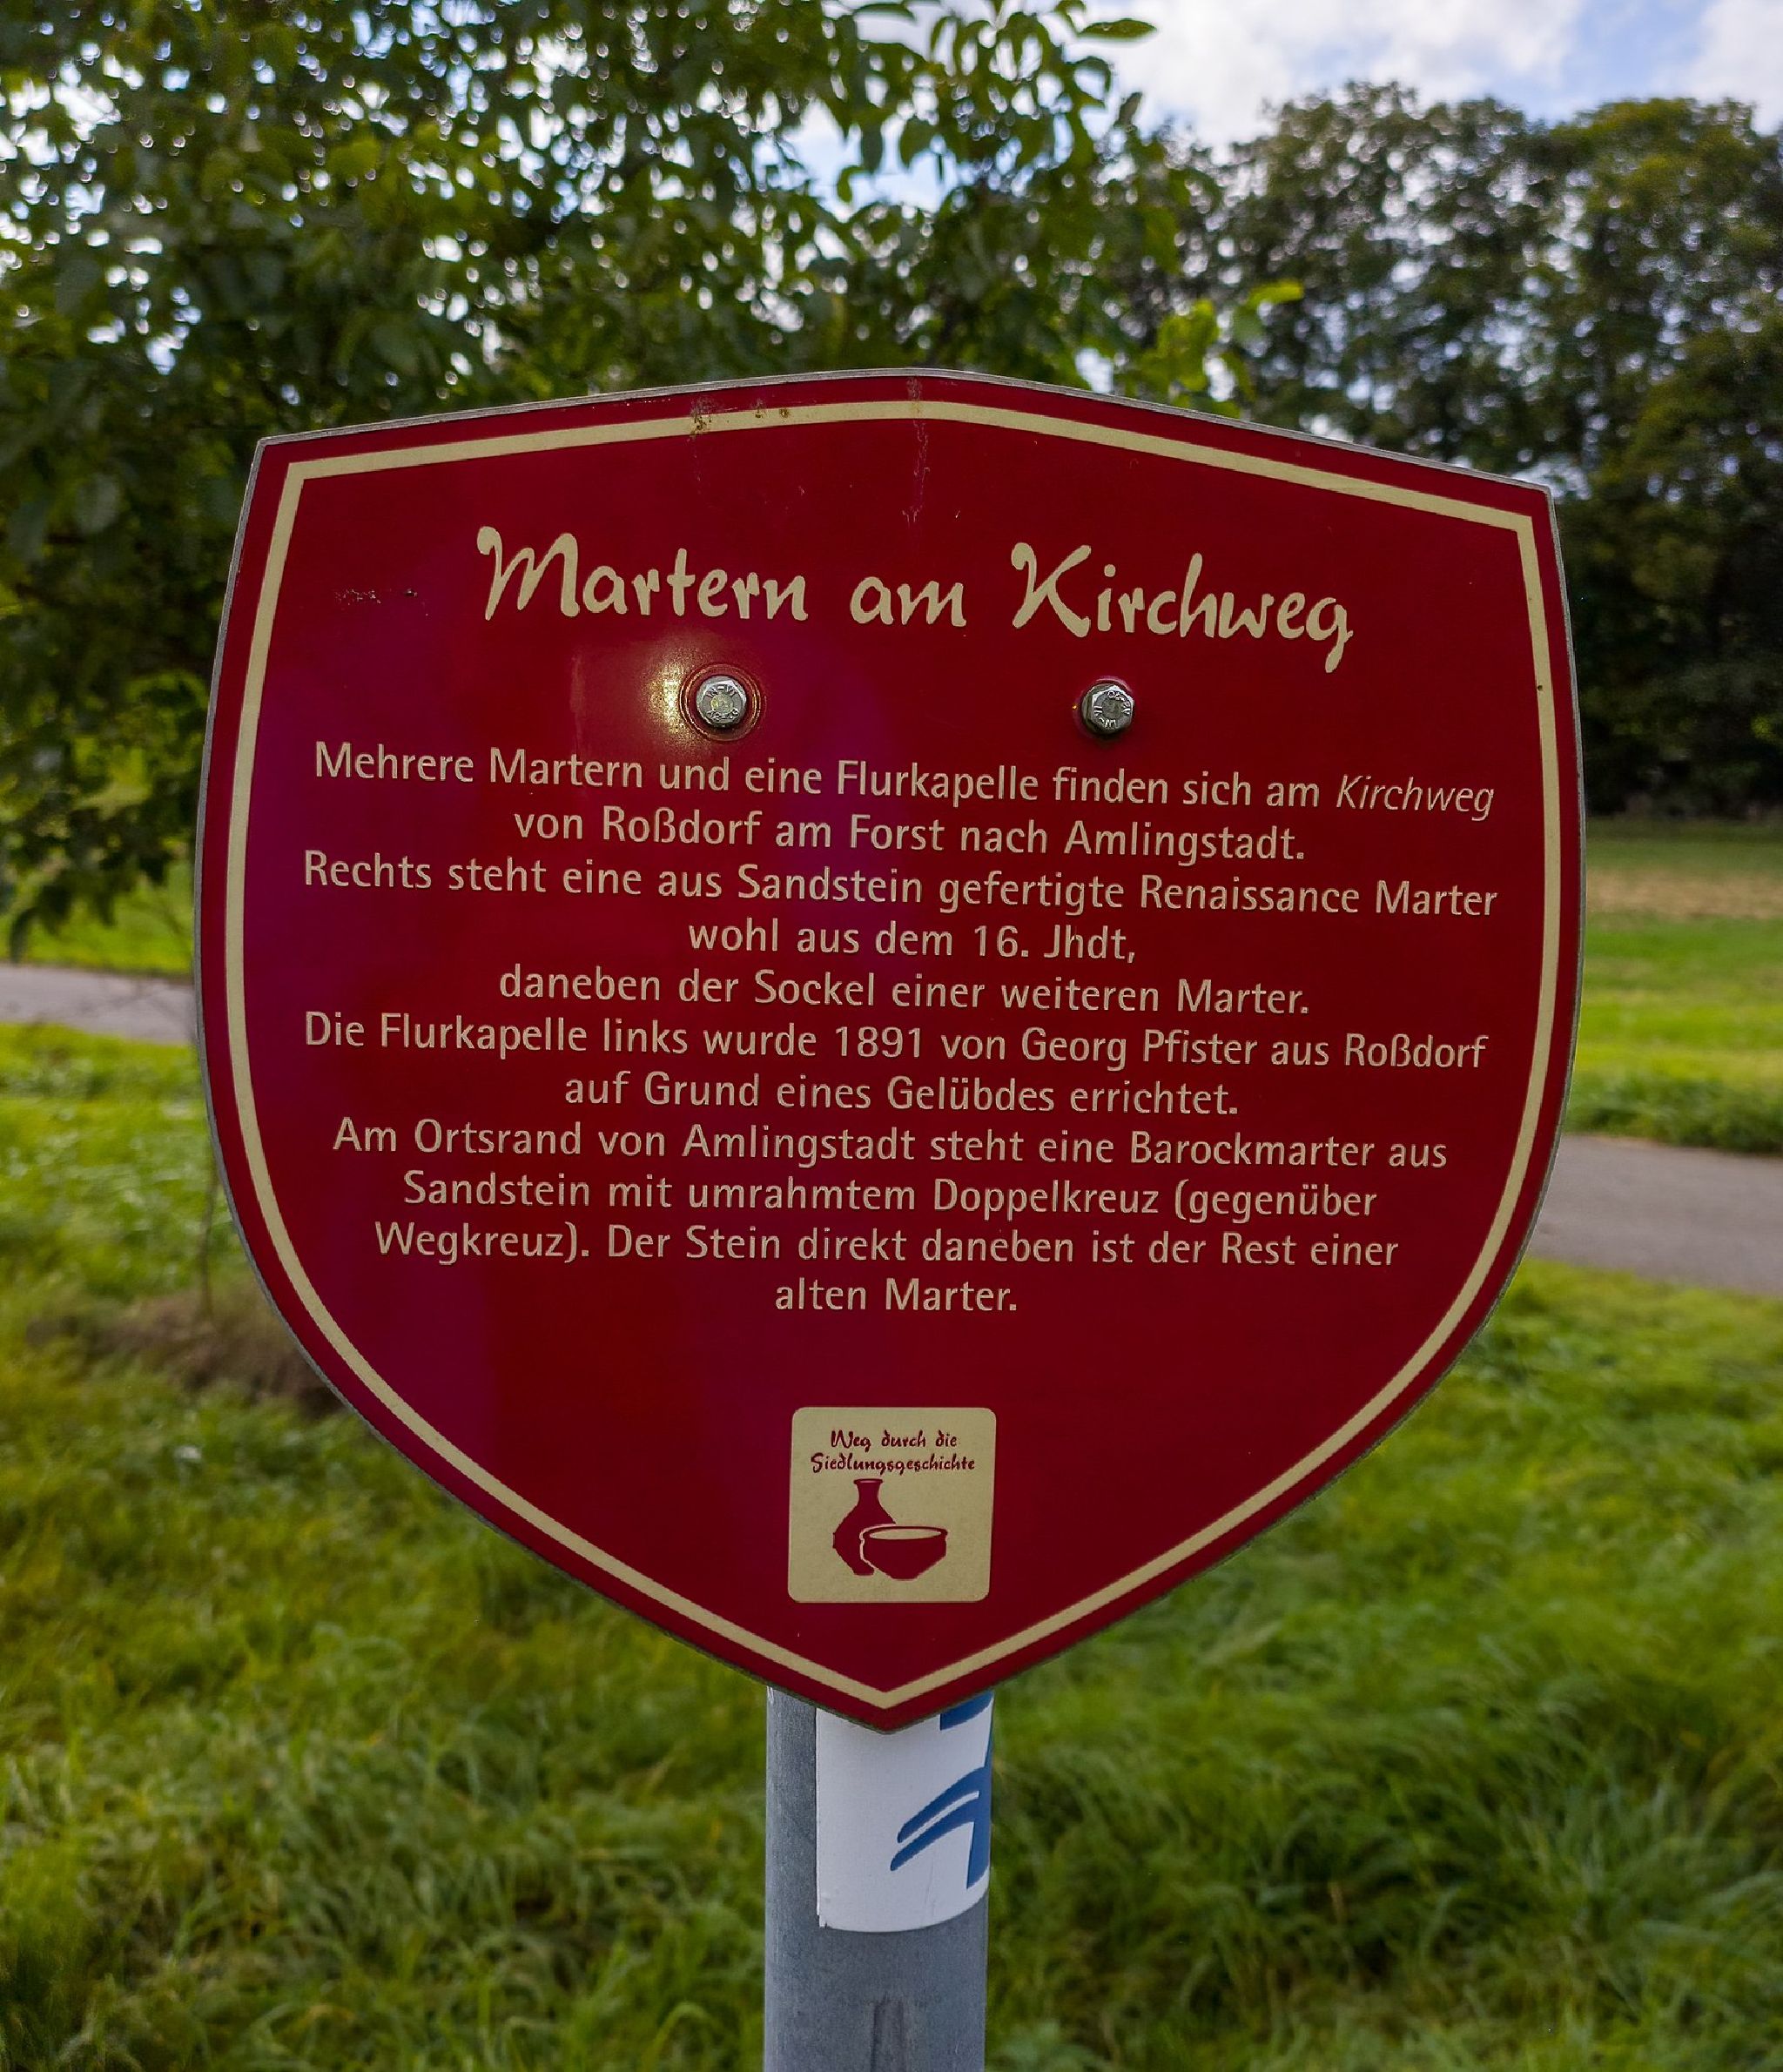 Martern am Kirchweg
Mehrere Martern und eine Flurkapelle finden sich am Kirchweg
von Roßdorf am Forst nach Amlingstadt.
Rechts steht eine aus Sandstein gefertigte Renaissance Marter
wohl aus dem 16. Jhdt,
daneben der Sockel einer weiteren Marter.
Die Flurkapelle links wurde 1891 von Georg Pfister aus Roßdorf
auf Grund eines Gelübdes errichtet.
Am Ortsrand von Amlingstadt steht eine Barockmarter aus
Sandstein mit umrahmtem Doppelkreuz (gegenüber
Wegkreuz). Der Stein direkt daneben ist der Rest einer
alten Marter.
Weg durch die
Siedlungsgeschichte